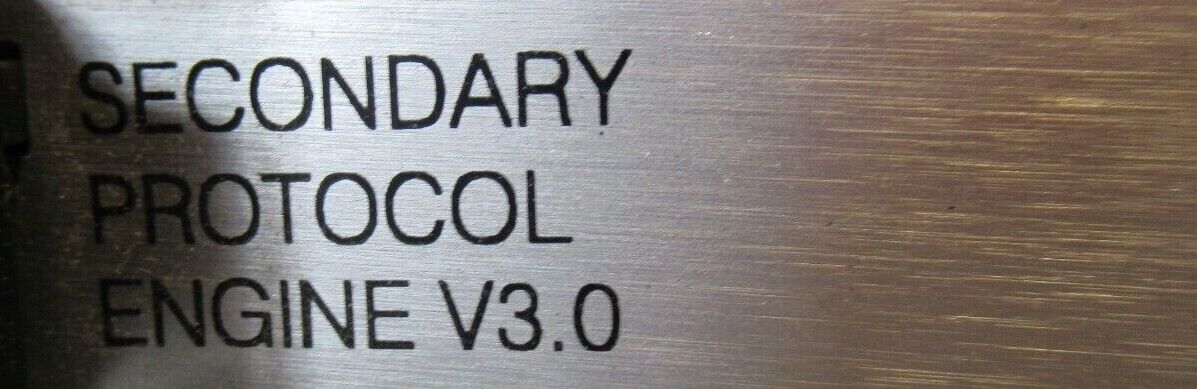 SECONDARY
PROTOCOL
ENGINE V3.0